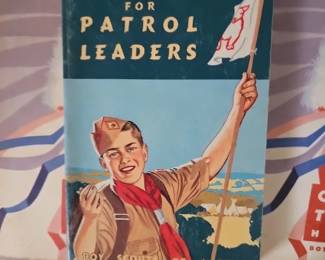 FOR
PATROL
LEADERS
BOY SCOUTS